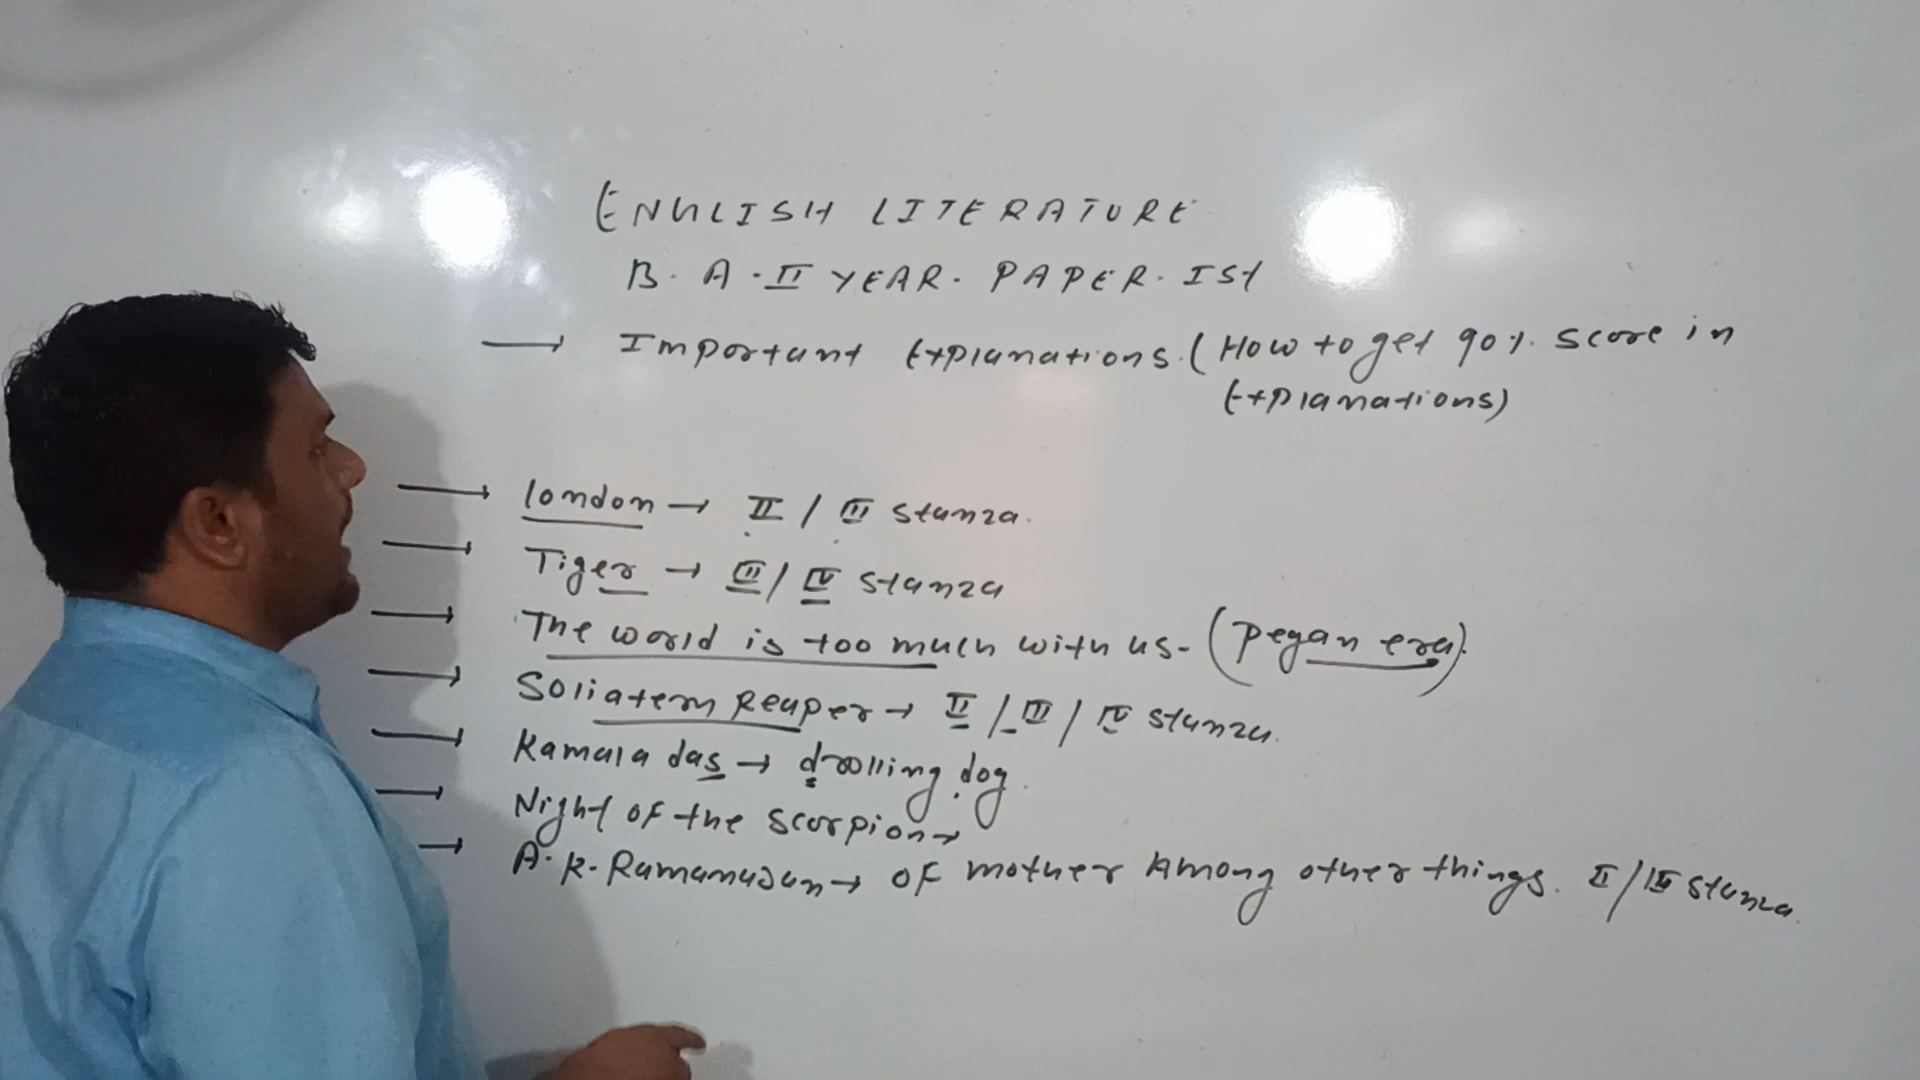 ENGLISH LITERATURE
B. A. II YEAR. PAPER. IST
→ Important Explanations. (How to get 90%. score in
Explanations)
→ London → II / III stanza.
→ Tiger → III / IV stanza
→ The world is too much with us- (Pegan era).
→ Soliatery Reaper → II / III / IV stanza.
→ Kamala das → drolling dog.
→ Night of the scorpion →
→ A. K. Ramanujan → of mother Among other things. II / III stanza.